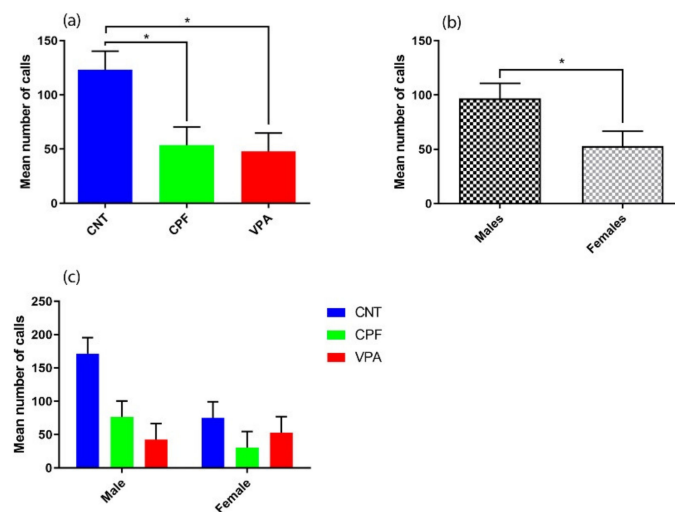 (a)
*
*
Mean number of calls
150
100
50
0
CNT
CPF
VPA
(b)
*
Mean number of calls
150
100
50
0
Males
Females
(c)
Mean number of calls
250
200
150
100
50
0
Male
Female
CNT
CPF
VPA